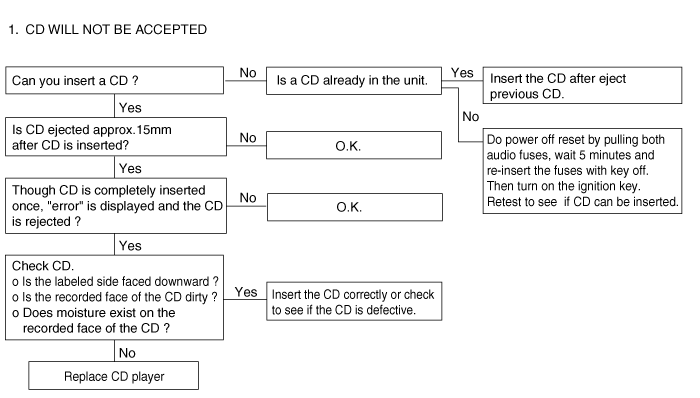 1. CD WILL NOT BE ACCEPTED
Can you insert a CD ?
No
Is a CD already in the unit.
Yes
Insert the CD after eject
previous CD.
No
Do power off reset by pulling both
audio fuses, wait 5 minutes and
re-insert the fuses with key off.
Then turn on the ignition key.
Retest to see if CD can be inserted.
Yes
Is CD ejected approx.15mm
after CD is inserted?
No
O.K.
Yes
Though CD is completely inserted
once, "error" is displayed and the CD
is rejected ?
No
O.K.
Yes
Check CD.
o Is the labeled side faced downward ?
o Is the recorded face of the CD dirty ?
o Does moisture exist on the
recorded face of the CD ?
Yes
Insert the CD correctly or check
to see if the CD is defective.
No
Replace CD player